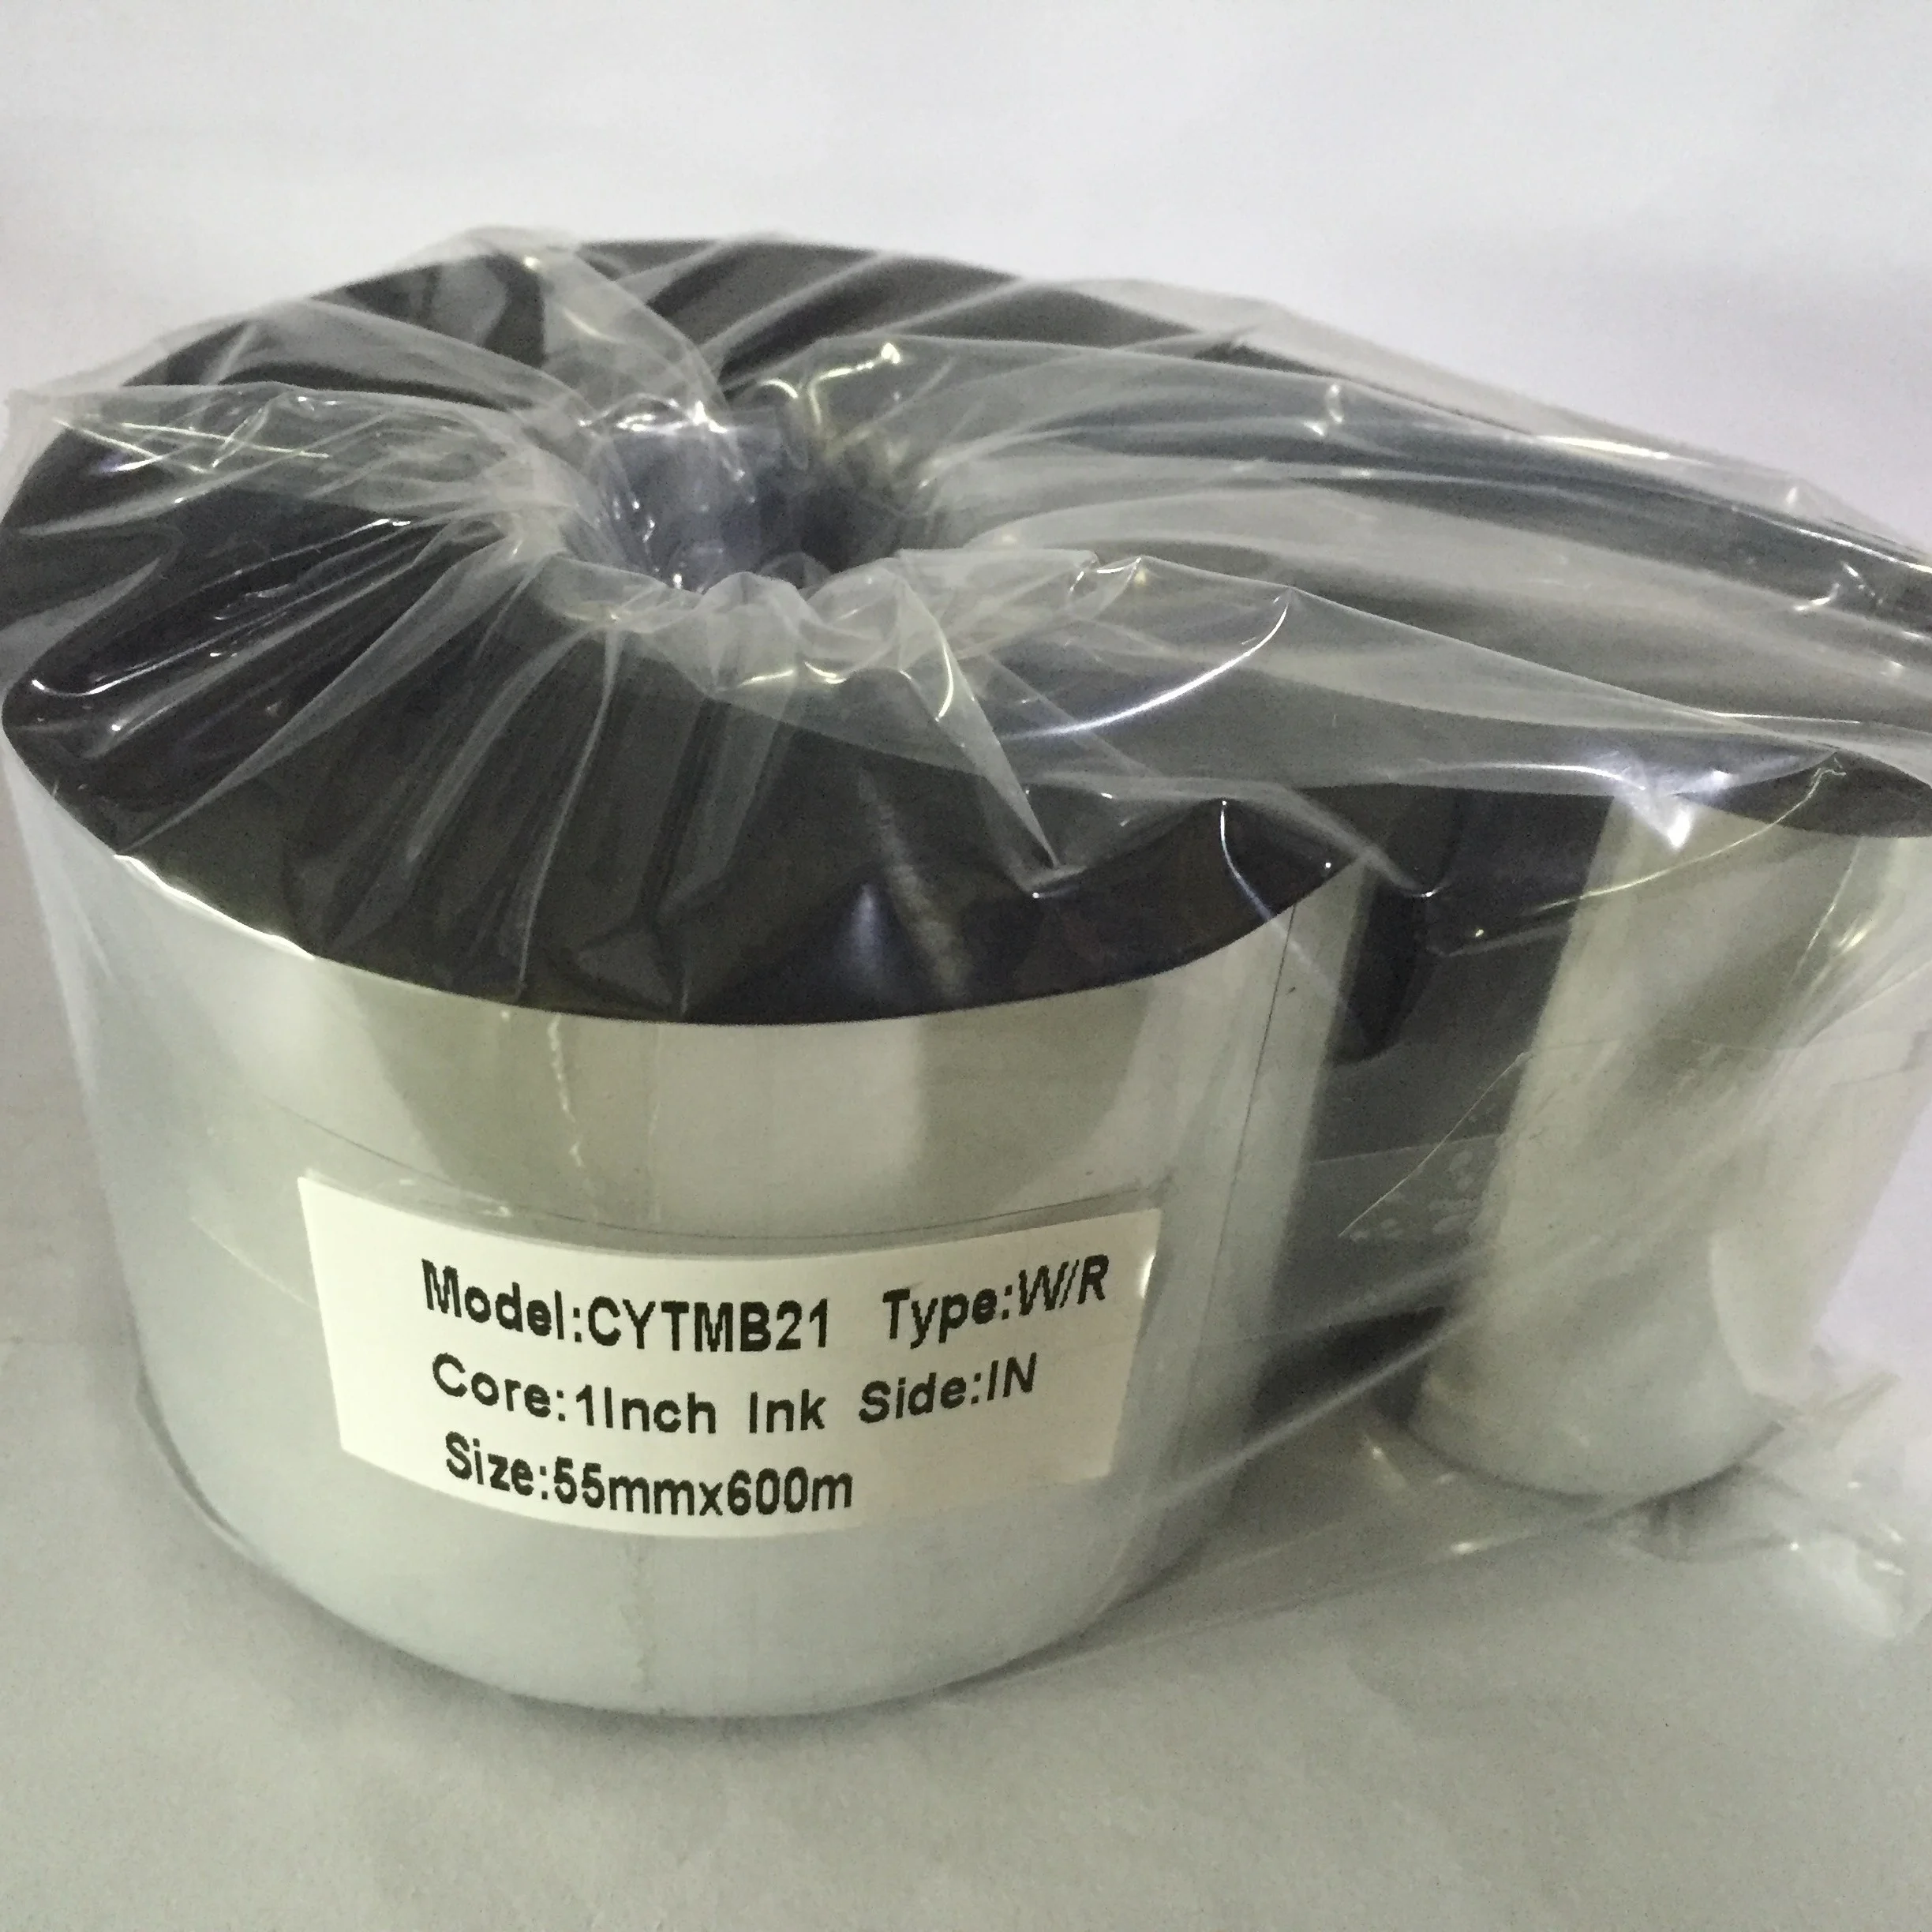 Model:CYTMB21 Type:W/R
Core:1Inch Ink Side:IN
Size:55mmx600m